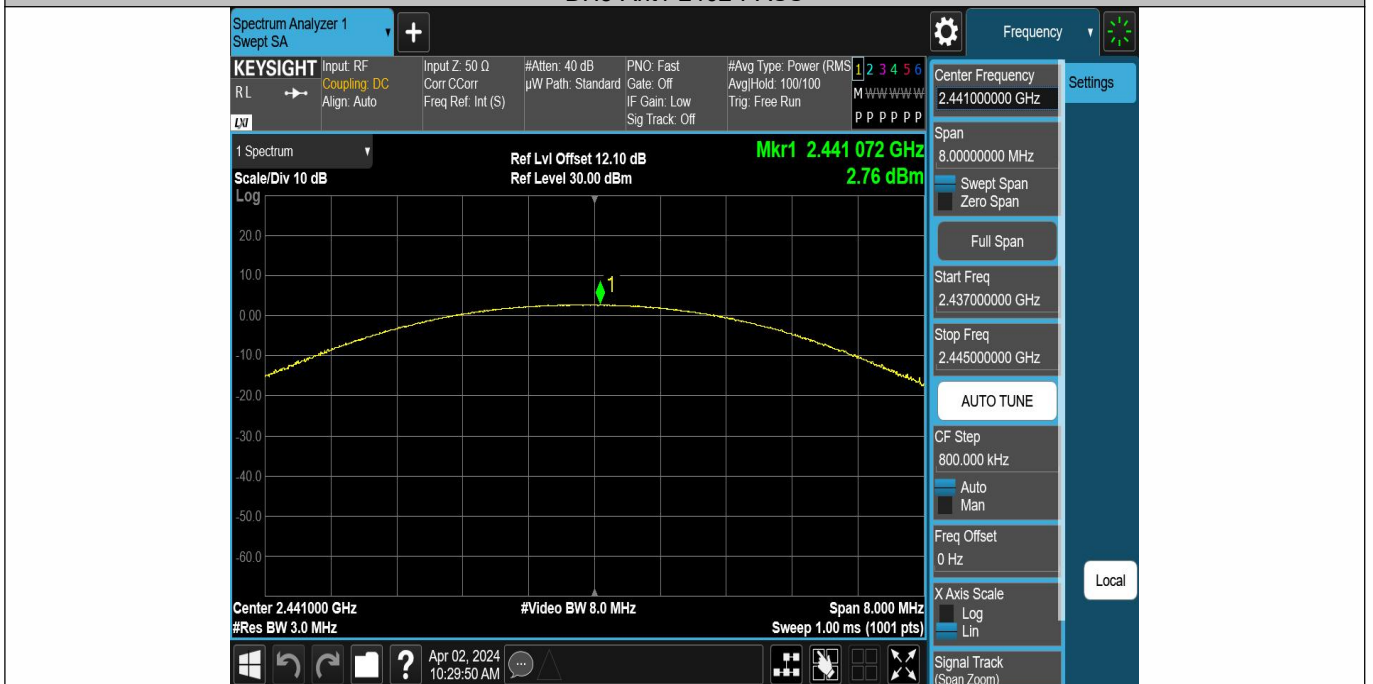 Spectrum Analyzer 1
Swept SA
+
Frequency
KEYSIGHT
RL
LXI
Input: RF
Coupling: DC
Align: Auto
Input Z: 50 Ω
Corr CCorr
Freq Ref: Int (S)
#Atten: 40 dB
µW Path: Standard
PNO: Fast
Gate: Off
IF Gain: Low
Sig Track: Off
#Avg Type: Power (RMS
Avg|Hold: 100/100
Trig: Free Run
1 2 3 4 5 6
M W W W W W
P P P P P P
1 Spectrum
Scale/Div 10 dB
Log
Ref Lvl Offset 12.10 dB
Ref Level 30.00 dBm
Mkr1 2.441 072 GHz
2.76 dBm
20.0
10.0
0.00
-10.0
-20.0
-30.0
-40.0
-50.0
-60.0
1
Center 2.441000 GHz
#Res BW 3.0 MHz
#Video BW 8.0 MHz
Span 8.000 MHz
Sweep 1.00 ms (1001 pts)
Center Frequency
2.441000000 GHz
Settings
Span
8.00000000 MHz
Swept Span
Zero Span
Full Span
Start Freq
2.437000000 GHz
Stop Freq
2.445000000 GHz
AUTO TUNE
CF Step
800.000 kHz
Auto
Man
Freq Offset
0 Hz
X Axis Scale
Log
Lin
Local
Signal Track
(Span Zoom)
?
Apr 02, 2024
10:29:50 AM